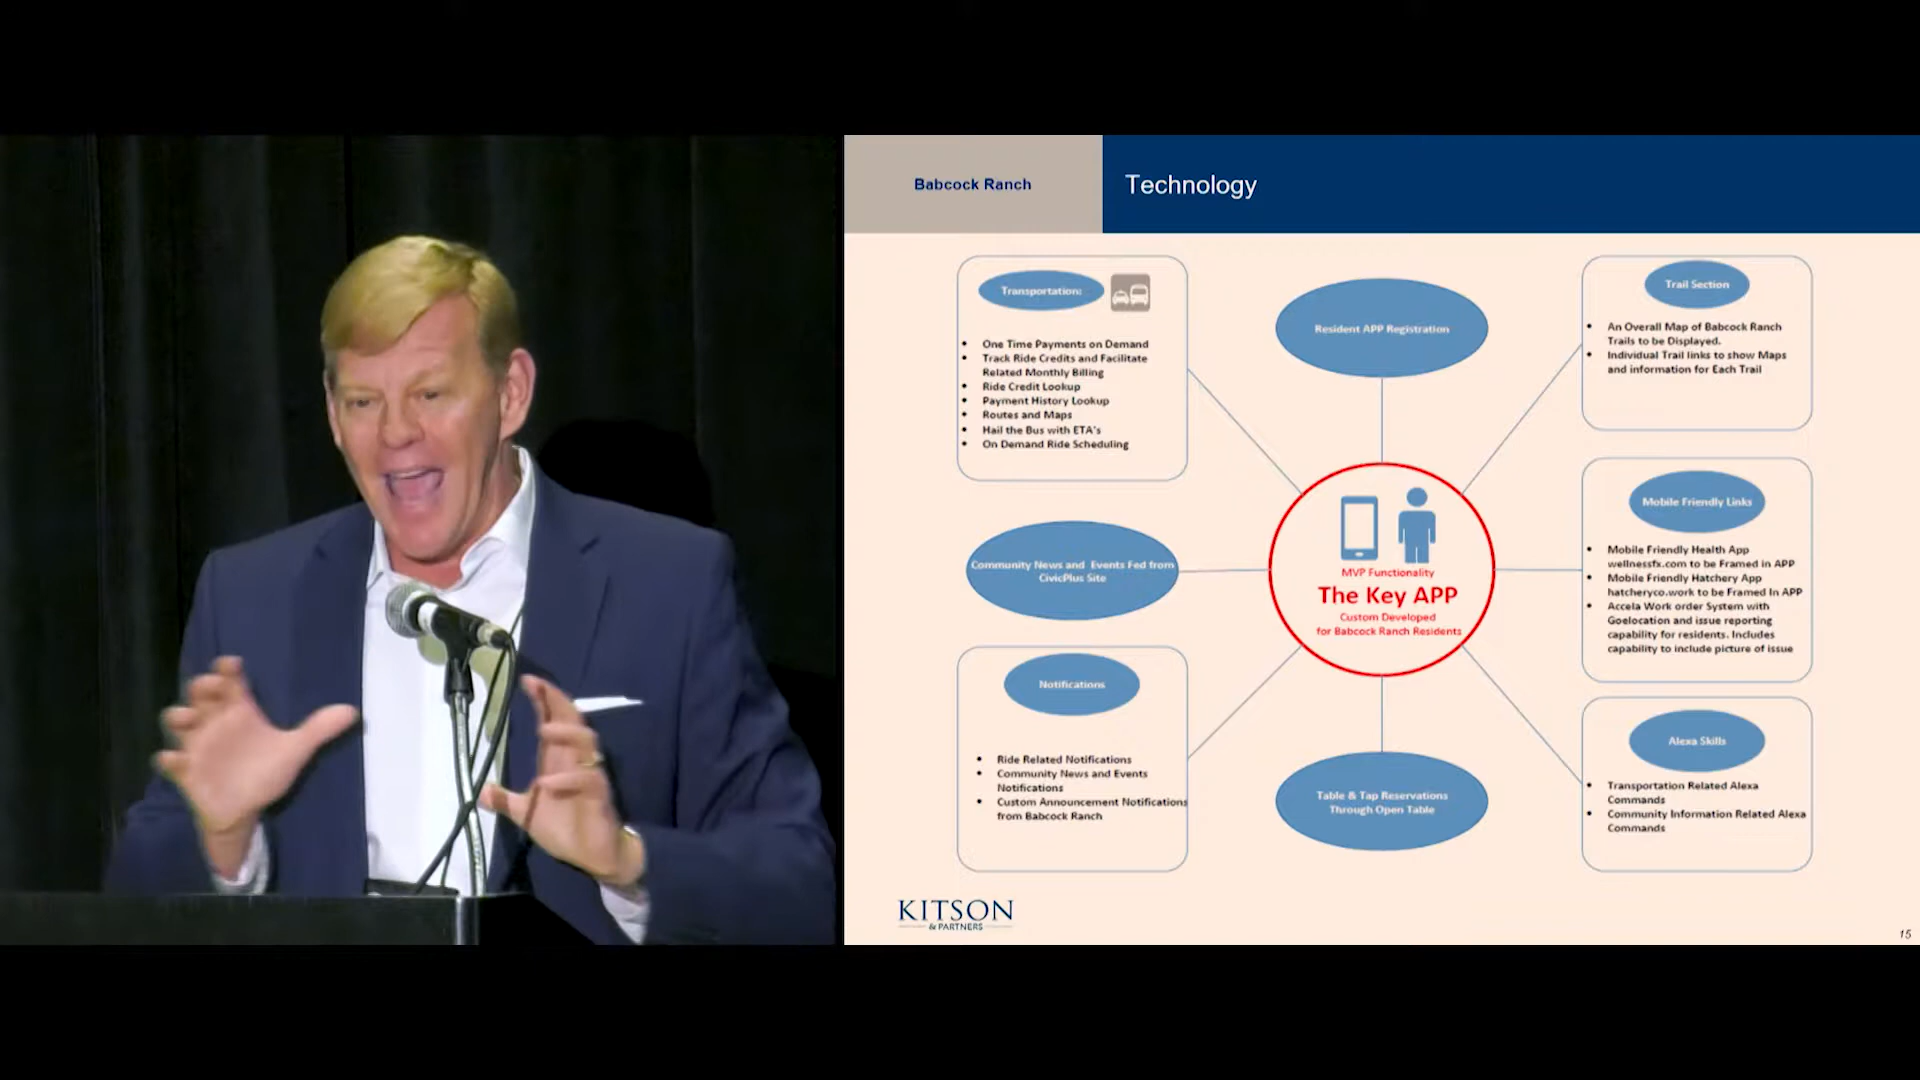 Babcock Ranch
Technology
Transportation:
One Time Payments on Demand
Track Ride Credits and Facilitate
Related Monthly Billing
Ride Credit Lookup
Payment History Lookup
Routes and Maps
Hail the Bus with ETA's
On Demand Ride Scheduling
Resident APP Registration
Trail Section
An Overall Map of Babcock Ranch
Trails to be Displayed.
Individual Trail links to show Maps
and information for Each Trail
Community News and Events Fed from
CivicPlus Site
MVP Functionality
The Key APP
Custom Developed
for Babcock Ranch Residents
Mobile Friendly Links
Mobile Friendly Health App
wellnessfx.com to be Framed in APP
Mobile Friendly Hatchery App
hatcheryco.work to be Framed In APP
Accela Work order System with
Goelocation and issue reporting
capability for residents. Includes
capability to include picture of issue
Notifications
Ride Related Notifications
Community News and Events
Notifications
Custom Announcement Notifications
from Babcock Ranch
Table & Tap Reservations
Through Open Table
Alexa Skills
Transportation Related Alexa
Commands
Community Information Related Alexa
Commands
KITSON
& PARTNERS
15